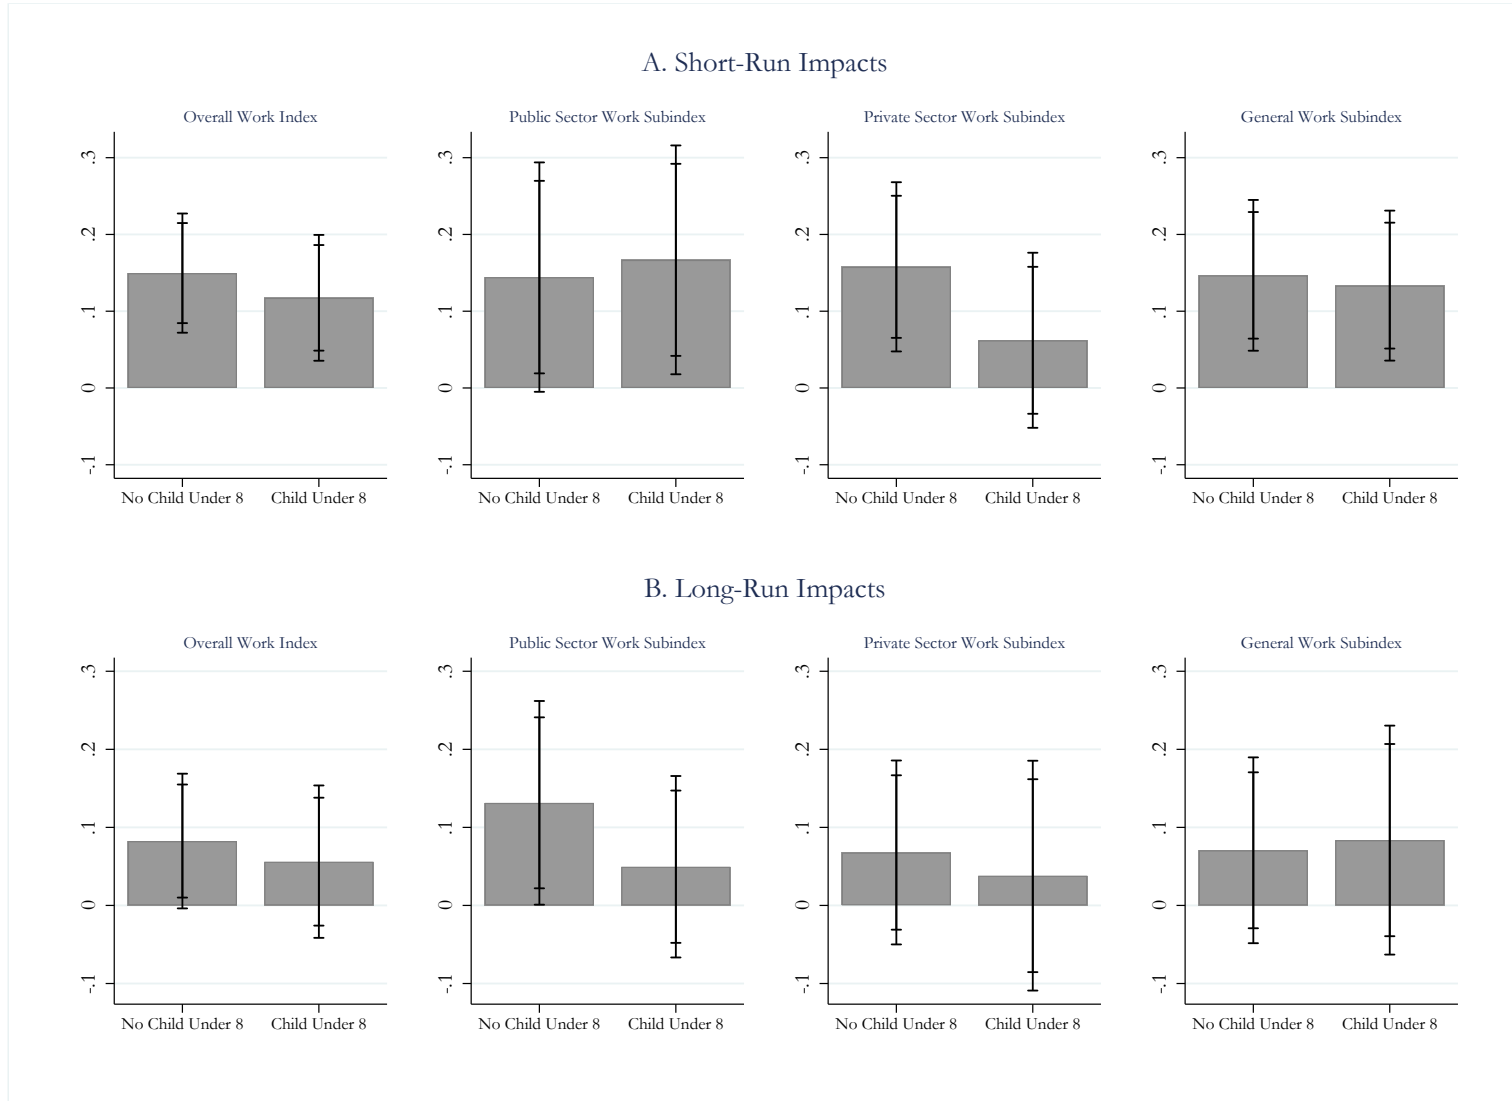 A. Short-Run Impacts
Overall Work Index
Public Sector Work Subindex
Private Sector Work Subindex
General Work Subindex
.3
.2
.1
0
-.1
.3
.2
.1
0
-.1
.3
.2
.1
0
-.1
.3
.2
.1
0
-.1
No Child Under 8 Child Under 8
No Child Under 8 Child Under 8
No Child Under 8 Child Under 8
No Child Under 8 Child Under 8
B. Long-Run Impacts
Overall Work Index
Public Sector Work Subindex
Private Sector Work Subindex
General Work Subindex
.3
.2
.1
0
-.1
.3
.2
.1
0
-.1
.3
.2
.1
0
-.1
.3
.2
.1
0
-.1
No Child Under 8 Child Under 8
No Child Under 8 Child Under 8
No Child Under 8 Child Under 8
No Child Under 8 Child Under 8